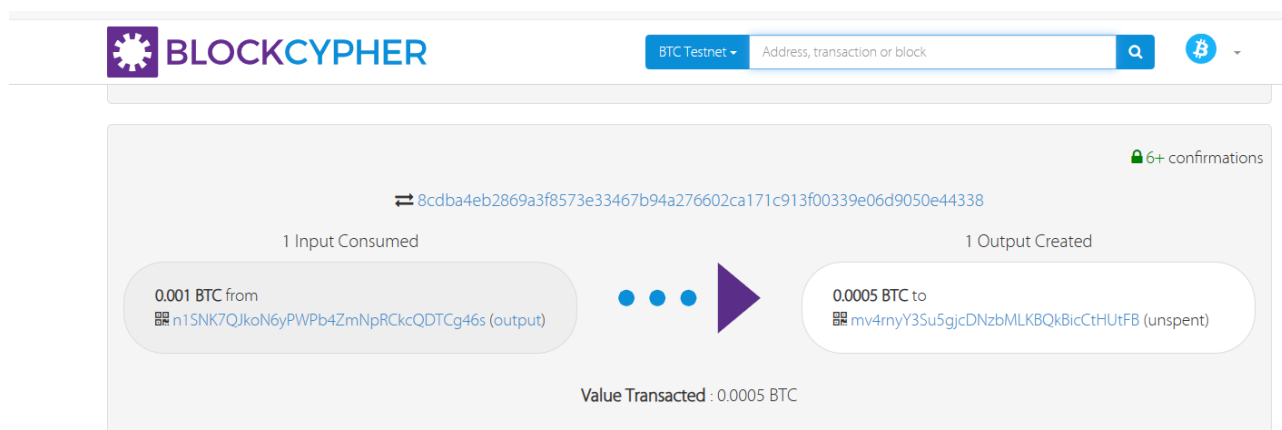 BLOCKCYPHER
BTC Testnet Address, transaction or block
6+ confirmations
8cdba4eb2869a3f8573e33467b94a276602ca171c913f00339e06d9050e44338
1 Input Consumed
1 Output Created
0.001 BTC from
n1SNK7QJkoN6yPWPb4ZmNpRCkcQDTCg46s (output)
0.0005 BTC to
mv4rnyY3Su5gjcDNzbMLKBQkBicCtHUtFB (unspent)
Value Transacted : 0.0005 BTC